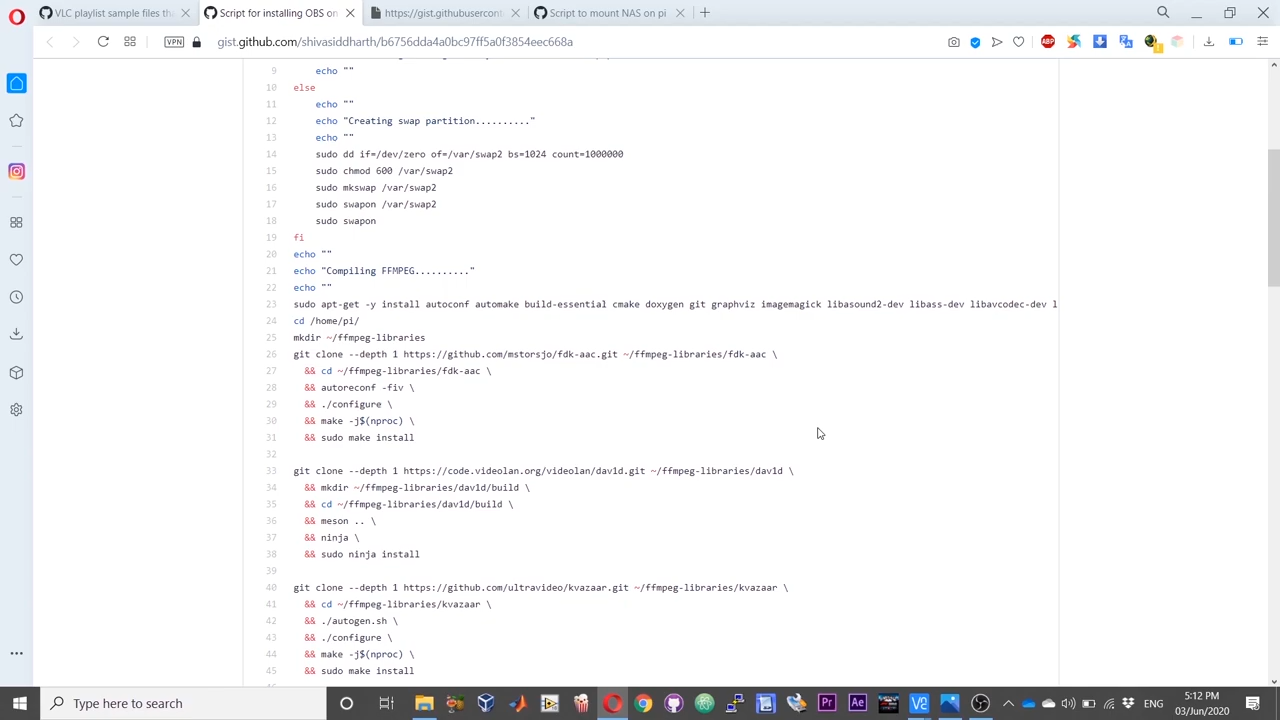 VLC playlist sample files tha
Script for installing OBS on
https://gist.githubusercont
Script to mount NAS on pi
VPN
gist.github.com/shivasiddharth/b6756dda4a0bc97ff5a0f3854eec668a
ABP
9 echo ""
10 else
11 echo ""
12 echo "Creating swap partition.........."
13 echo ""
14 sudo dd if=/dev/zero of=/var/swap2 bs=1024 count=1000000
15 sudo chmod 600 /var/swap2
16 sudo mkswap /var/swap2
17 sudo swapon /var/swap2
18 sudo swapon
19 fi
20 echo ""
21 echo "Compiling FFMPEG.........."
22 echo ""
23 sudo apt-get -y install autoconf automake build-essential cmake doxygen git graphviz imagemagick libasound2-dev libass-dev libavcodec-dev l
24 cd /home/pi/
25 mkdir ~/ffmpeg-libraries
26 git clone --depth 1 https://github.com/mstorsjo/fdk-aac.git ~/ffmpeg-libraries/fdk-aac \
27 && cd ~/ffmpeg-libraries/fdk-aac \
28 && autoreconf -fiv \
29 && ./configure \
30 && make -j$(nproc) \
31 && sudo make install
32
33 git clone --depth 1 https://code.videolan.org/videolan/dav1d.git ~/ffmpeg-libraries/dav1d \
34 && mkdir ~/ffmpeg-libraries/dav1d/build \
35 && cd ~/ffmpeg-libraries/dav1d/build \
36 && meson .. \
37 && ninja \
38 && sudo ninja install
39
40 git clone --depth 1 https://github.com/ultravideo/kvazaar.git ~/ffmpeg-libraries/kvazaar \
41 && cd ~/ffmpeg-libraries/kvazaar \
42 && ./autogen.sh \
43 && ./configure \
44 && make -j$(nproc) \
45 && sudo make install
Type here to search
Pr
Ae
ENG
5:12 PM
03/Jun/2020